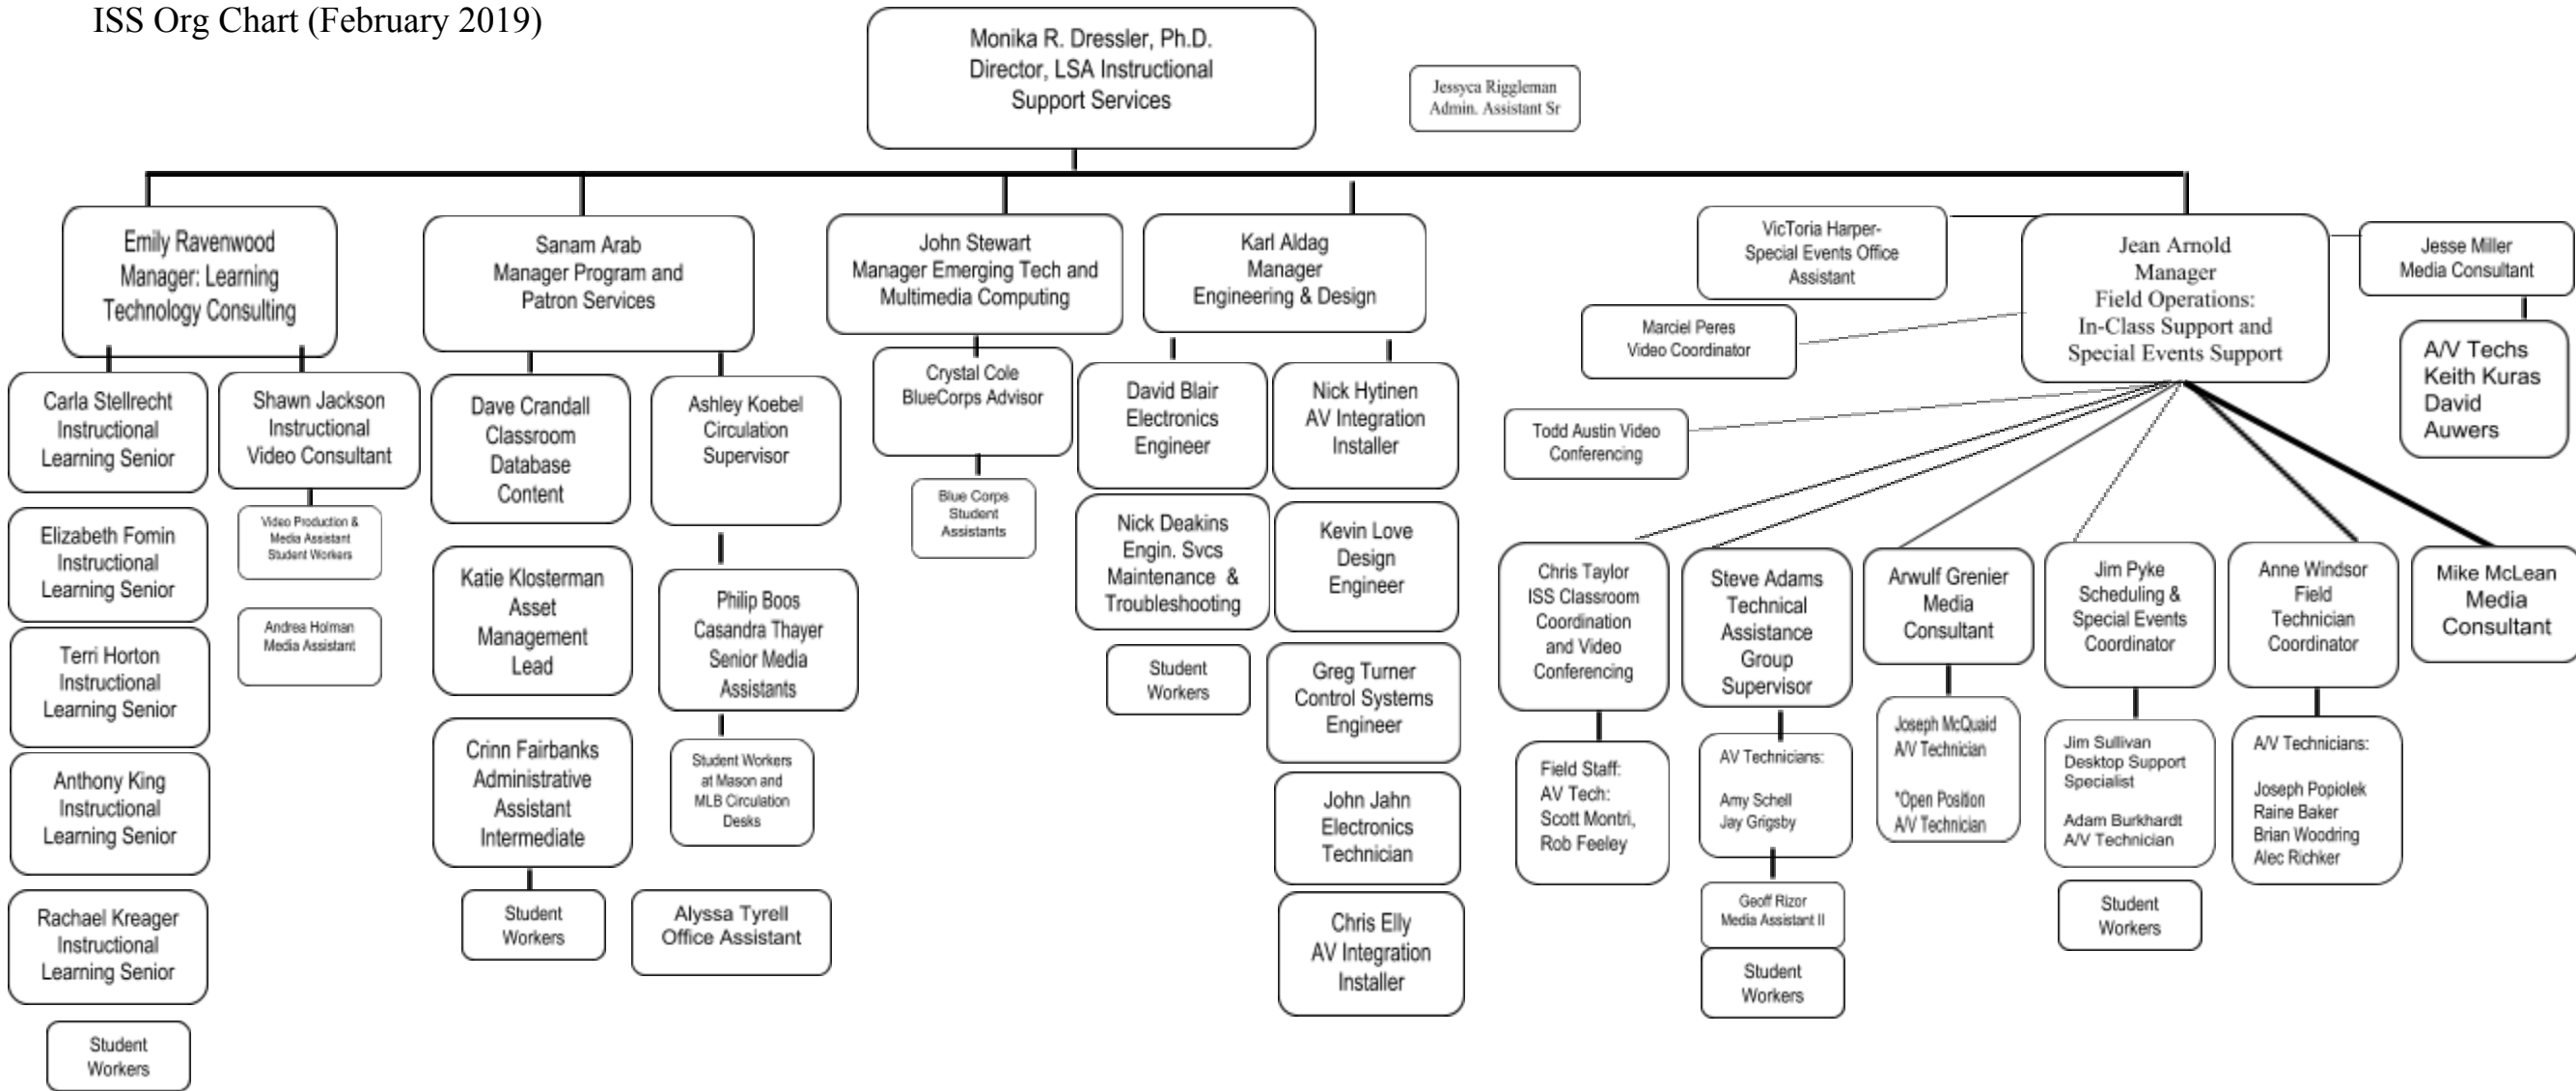 ISS Org Chart (February 2019)
Monika R. Dressler, Ph.D.
Director, LSA Instructional
Support Services
Jessyca Riggleman
Admin. Assistant Sr
Emily Ravenwood
Manager: Learning
Technology Consulting
Carla Stellrecht
Instructional
Learning Senior
Elizabeth Fomin
Instructional
Learning Senior
Terri Horton
Instructional
Learning Senior
Anthony King
Instructional
Learning Senior
Rachael Kreager
Instructional
Learning Senior
Student
Workers
Shawn Jackson
Instructional
Video Consultant
Video Production &
Media Assistant
Student Workers
Andrea Holman
Media Assistant
Sanam Arab
Manager Program and
Patron Services
Dave Crandall
Classroom
Database
Content
Katie Klosterman
Asset
Management
Lead
Crinn Fairbanks
Administrative
Assistant
Intermediate
Student
Workers
Ashley Koebel
Circulation
Supervisor
Philip Boos
Casandra Thayer
Senior Media
Assistants
Student Workers
at Mason and
MLB Circulation
Desks
Alyssa Tyrell
Office Assistant
John Stewart
Manager Emerging Tech and
Multimedia Computing
Crystal Cole
BlueCorps Advisor
Blue Corps
Student
Assistants
Karl Aldag
Manager
Engineering & Design
David Blair
Electronics
Engineer
Nick Deakins
Engin. Svcs
Maintenance &
Troubleshooting
Student
Workers
Nick Hytinen
AV Integration
Installer
Kevin Love
Design
Engineer
Greg Turner
Control Systems
Engineer
John Jahn
Electronics
Technician
Chris Elly
AV Integration
Installer
VicToria Harper-
Special Events Office
Assistant
Marciel Peres
Video Coordinator
Todd Austin Video
Conferencing
Jean Arnold
Manager
Field Operations:
In-Class Support and
Special Events Support
Jesse Miller
Media Consultant
A/V Techs
Keith Kuras
David
Auwers
Chris Taylor
ISS Classroom
Coordination
and Video
Conferencing
Field Staff:
AV Tech:
Scott Montri,
Rob Feeley
Steve Adams
Technical
Assistance
Group
Supervisor
AV Technicians:
Amy Schell
Jay Grigsby
Geoff Rizor
Media Assistant II
Student
Workers
Arwulf Grenier
Media
Consultant
Joseph McQuaid
A/V Technician
*Open Position
A/V Technician
Jim Pyke
Scheduling &
Special Events
Coordinator
Jim Sullivan
Desktop Support
Specialist
Adam Burkhardt
A/V Technician
Student
Workers
Anne Windsor
Field
Technician
Coordinator
A/V Technicians:
Joseph Popiolek
Raine Baker
Brian Woodring
Alec Richker
Mike McLean
Media
Consultant